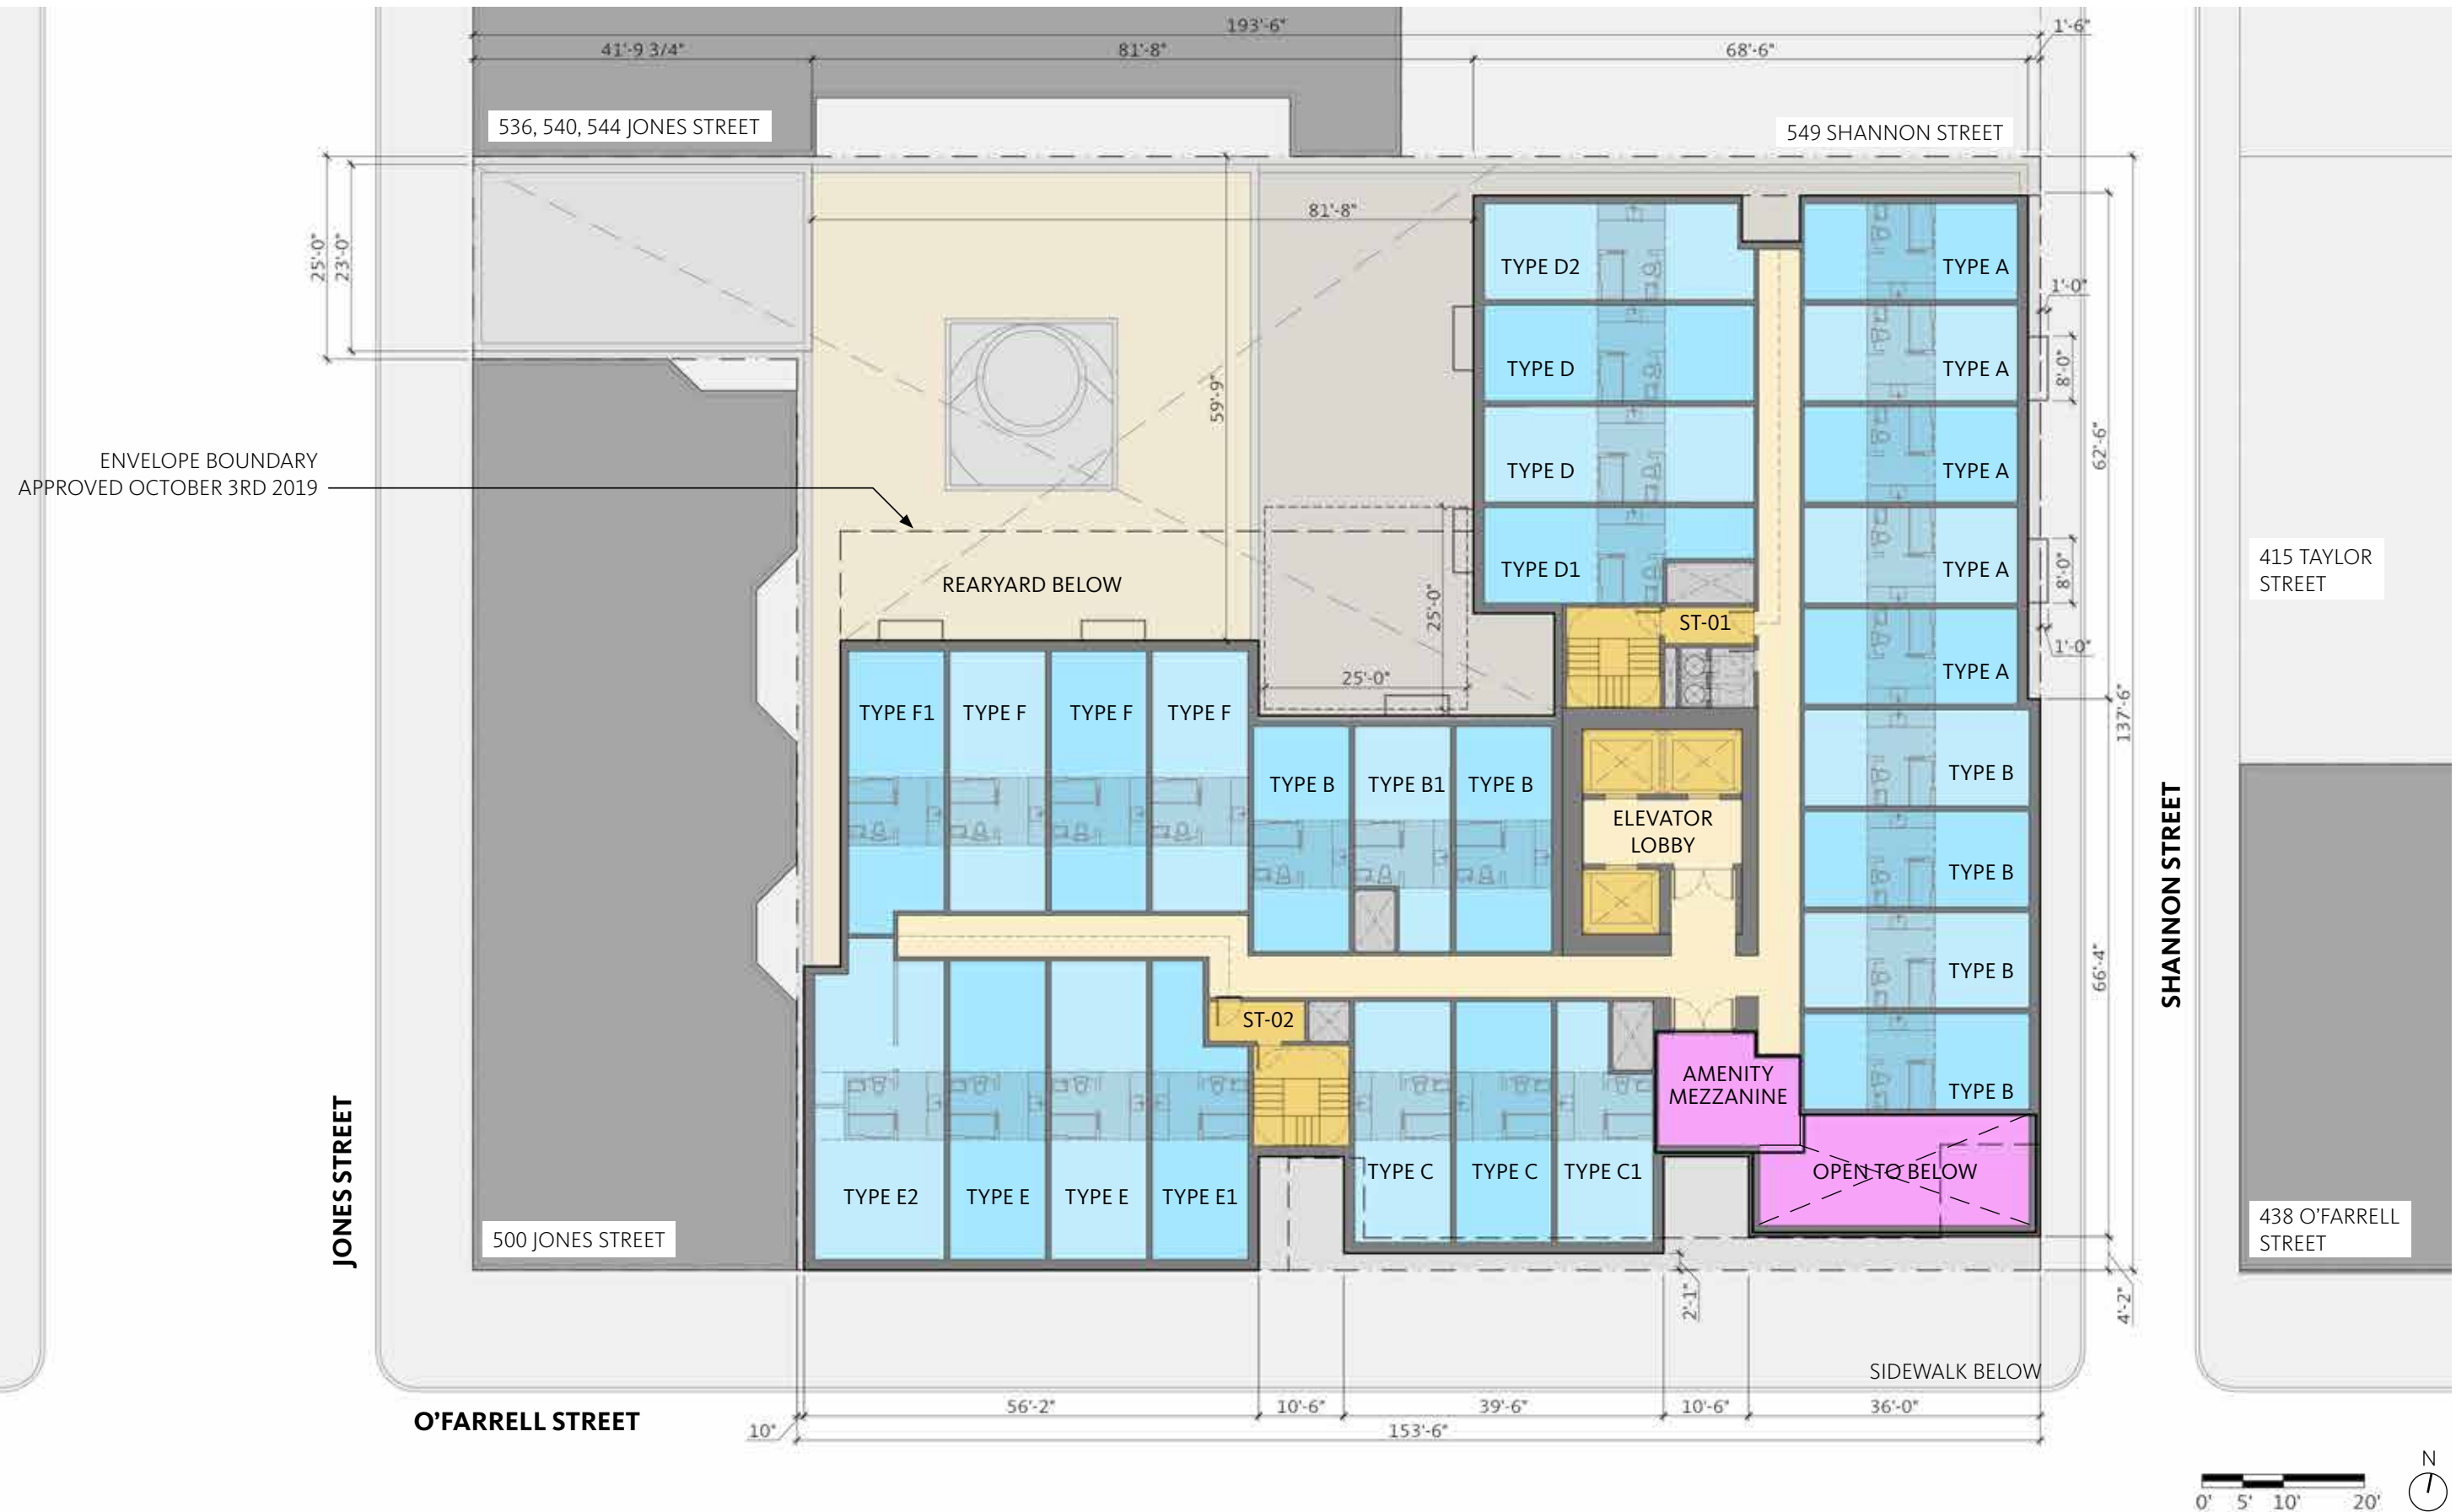 193'-6"
1'-6"
41'-9 3/4"
81'-8"
68'-6"
536, 540, 544 JONES STREET
549 SHANNON STREET
81'-8"
25'-0"
23'-0"
TYPE D2
TYPE A
1'-0"
TYPE D
TYPE A
8'-0"
59'-9"
62'-6"
ENVELOPE BOUNDARY
APPROVED OCTOBER 3RD 2019
TYPE D
TYPE A
415 TAYLOR
STREET
TYPE D1
TYPE A
8'-0"
REARYARD BELOW
25'-0"
ST-01
1'-0"
25'-0"
TYPE A
137'-6"
TYPE F1
TYPE F
TYPE F
TYPE F
TYPE B
TYPE B1
TYPE B
TYPE B
ELEVATOR
LOBBY
SHANNON STREET
TYPE B
TYPE B
66'-4"
ST-02
AMENITY
MEZZANINE
TYPE B
TYPE C
TYPE C
TYPE C1
OPEN TO BELOW
JONES STREET
TYPE E2
TYPE E
TYPE E
TYPE E1
500 JONES STREET
438 O'FARRELL
STREET
2'-1"
4'-2"
SIDEWALK BELOW
O'FARRELL STREET
56'-2"
10'-6"
39'-6"
10'-6"
36'-0"
10"
153'-6"
N
0' 5' 10' 20'